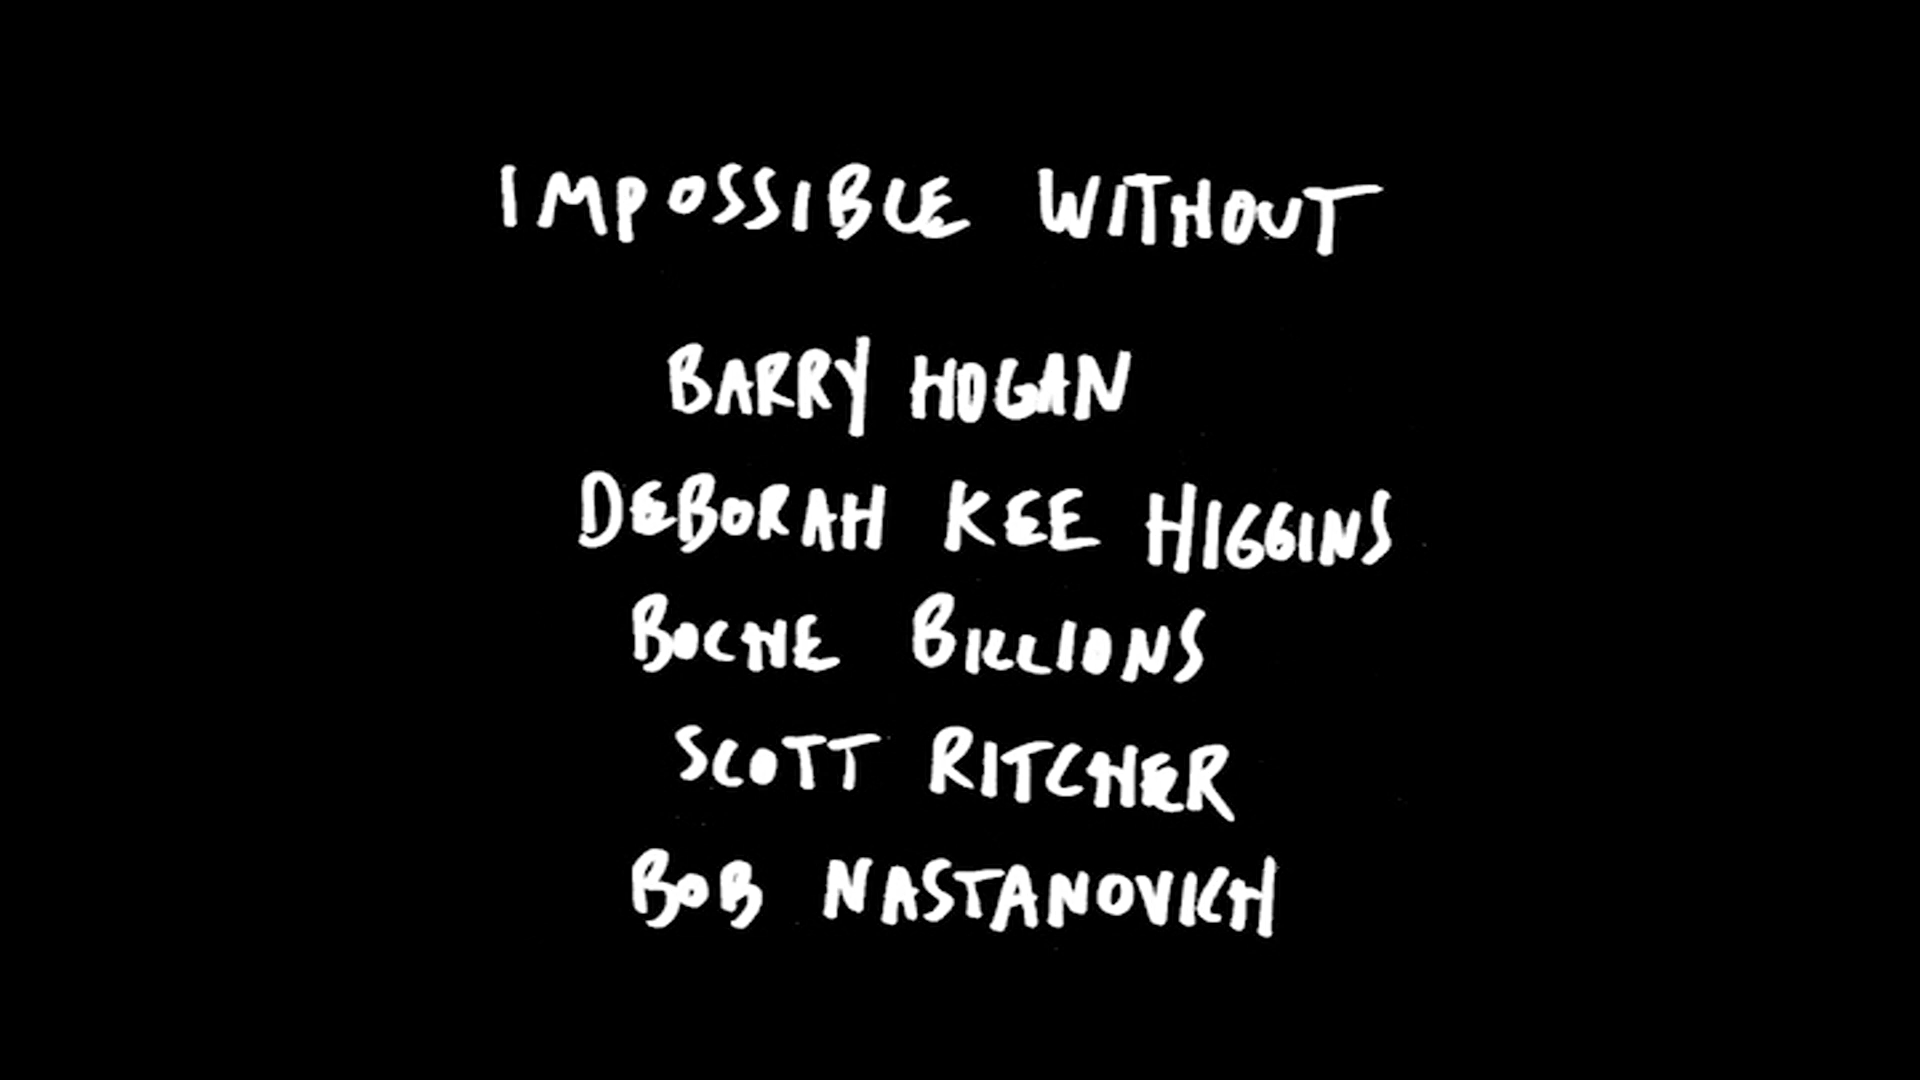 IMPOSSIBLE WITHOUT
BARRY HOGAN
DEBORAH KEE HIGGINS
BOCHE BILLIONS
SCOTT RITCHER
BOB NASTANOVICH